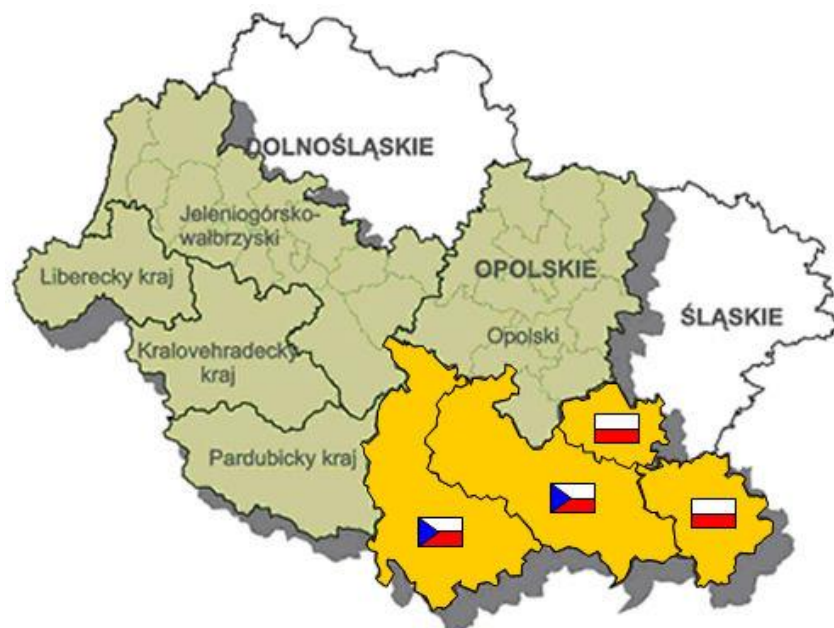 DOLNOŚLĄSKIE
Jeleniogórsko-
wałbrzyski
Liberecky kraj
OPOLSKIE
ŚLĄSKIE
Opolski
Kralovehradecky
kraj
Pardubicky kraj